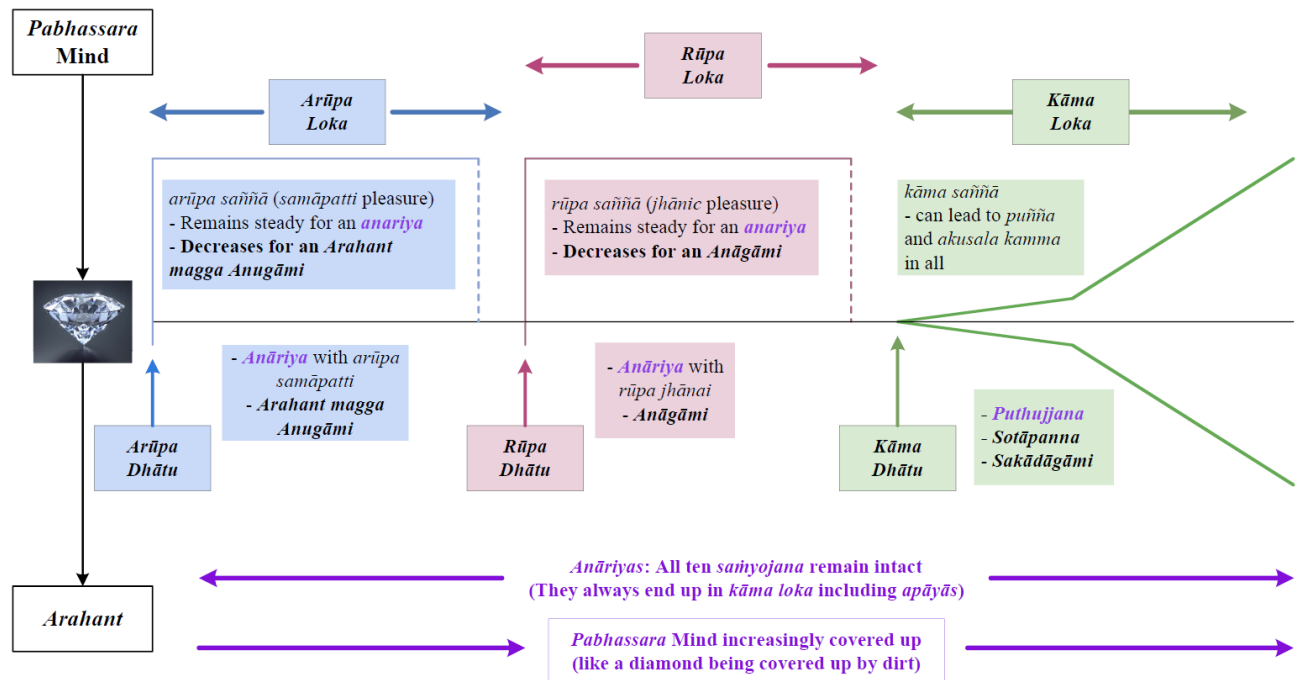 Pabhassara
Mind
Rūpa
Loka
Arūpa
Loka
Kāma
Loka
arūpa saññā (samāpatti pleasure)
- Remains steady for an anariya
- Decreases for an Arahant
magga Anugāmi
rūpa saññā (jhānic pleasure)
- Remains steady for an anariya
- Decreases for an Anāgāmi
kāma saññā
- can lead to puñña
and akusala kamma
in all
- Anāriya with arūpa
samāpatti
- Arahant magga
Anugāmi
- Anāriya with
rūpa jhānai
- Anāgāmi
- Puthujjana
- Sotāpanna
- Sakādāgāmi
Arūpa
Dhātu
Rūpa
Dhātu
Kāma
Dhātu
Anāriyas: All ten saṁyojana remain intact
(They always end up in kāma loka including apāyās)
Arahant
Pabhassara Mind increasingly covered up
(like a diamond being covered up by dirt)